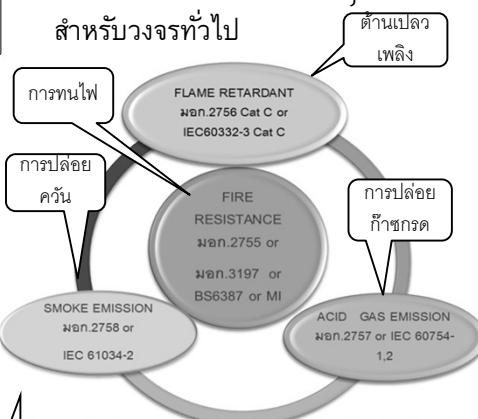 สำหรับวงจรทั่วไป
ต้านเปลว
เพลิง
การทนไฟ
FLAME RETARDANT
มอก.2756 Cat C or
IEC60332-3 Cat C
การปล่อย
ควัน
FIRE
RESISTANCE
มอก.2755 or
มอก.3197 or
BS6387 or MI
การปล่อย
ก๊าซกรด
SMOKE EMISSION
มอก.2758 or
IEC 61034-2
ACID GAS EMISSION
มอก.2757 or IEC 60754-
1,2